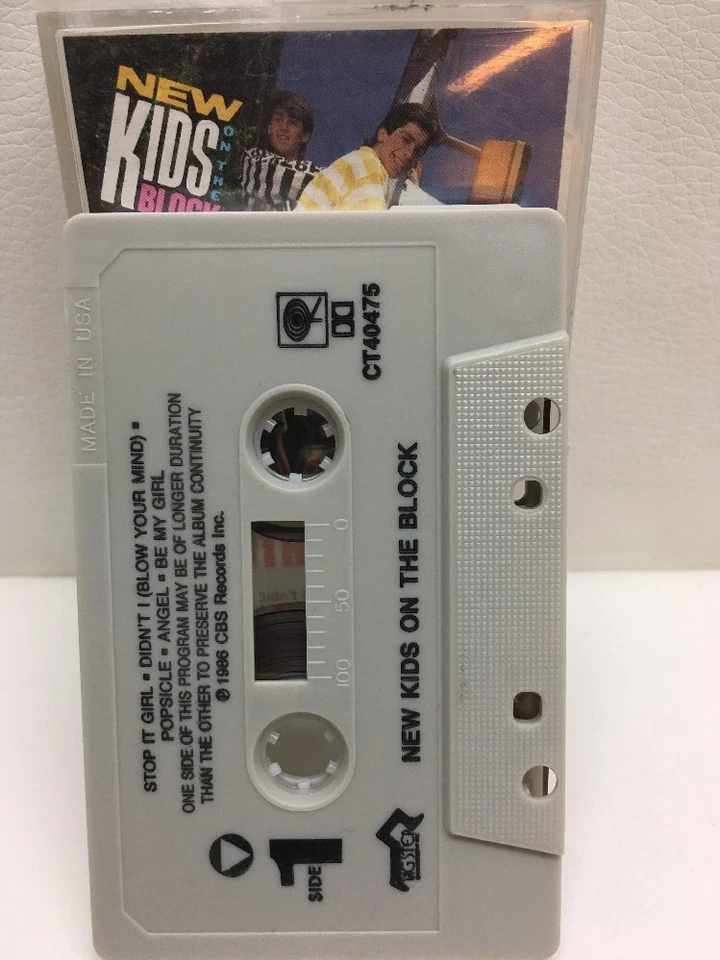 NEW
KIDS
ON THE
BLOCK
MADE IN USA
CT40475
NEW KIDS ON THE BLOCK
STOP IT GIRL ▪ DIDN'T I (BLOW YOUR MIND) ▪
POPSICLE ▪ ANGEL ▪ BE MY GIRL
ONE SIDE OF THIS PROGRAM MAY BE OF LONGER DURATION
THAN THE OTHER TO PRESERVE THE ALBUM CONTINUITY
℗ 1986 CBS Records Inc.
100 50 0
SIDE 1